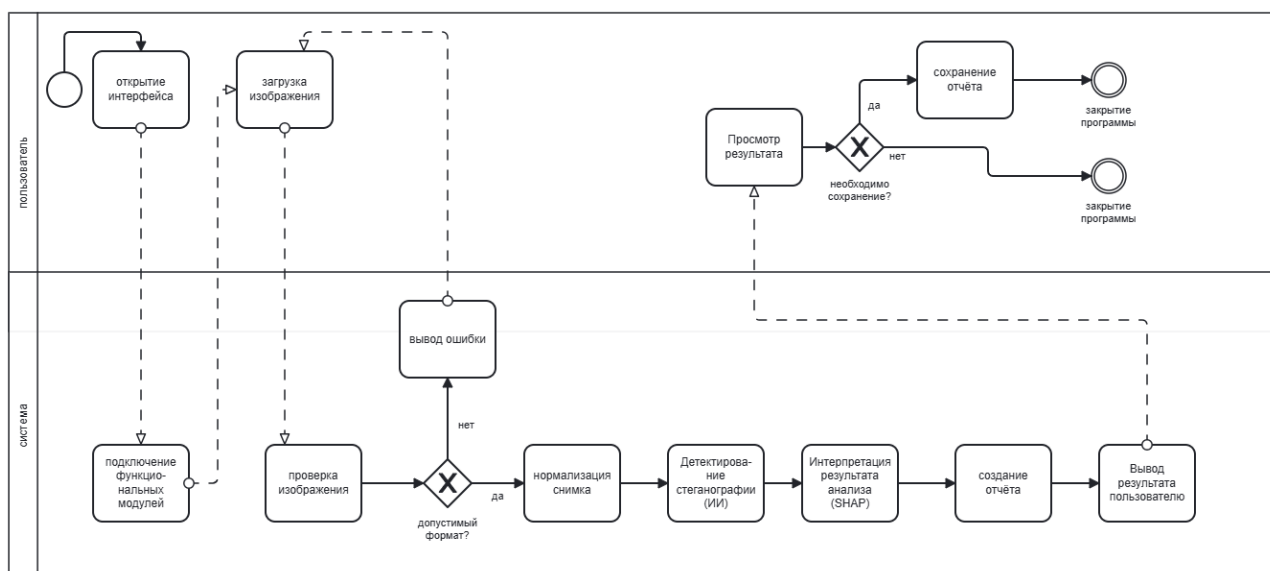 пользователь
открытие
интерфейса
загрузка
изображения
Просмотр
результата
необходимо
сохранение?
да
нет
сохранение
отчёта
закрытие
программы
закрытие
программы
система
подключение
функцио-
нальных
модулей
проверка
изображения
вывод ошибки
нет
допустимый
формат?
да
нормализация
снимка
Детектирова-
ние
стеганографии
(ИИ)
Интерпретация
результата
анализа
(SHAP)
создание
отчёта
Вывод
результата
пользователю